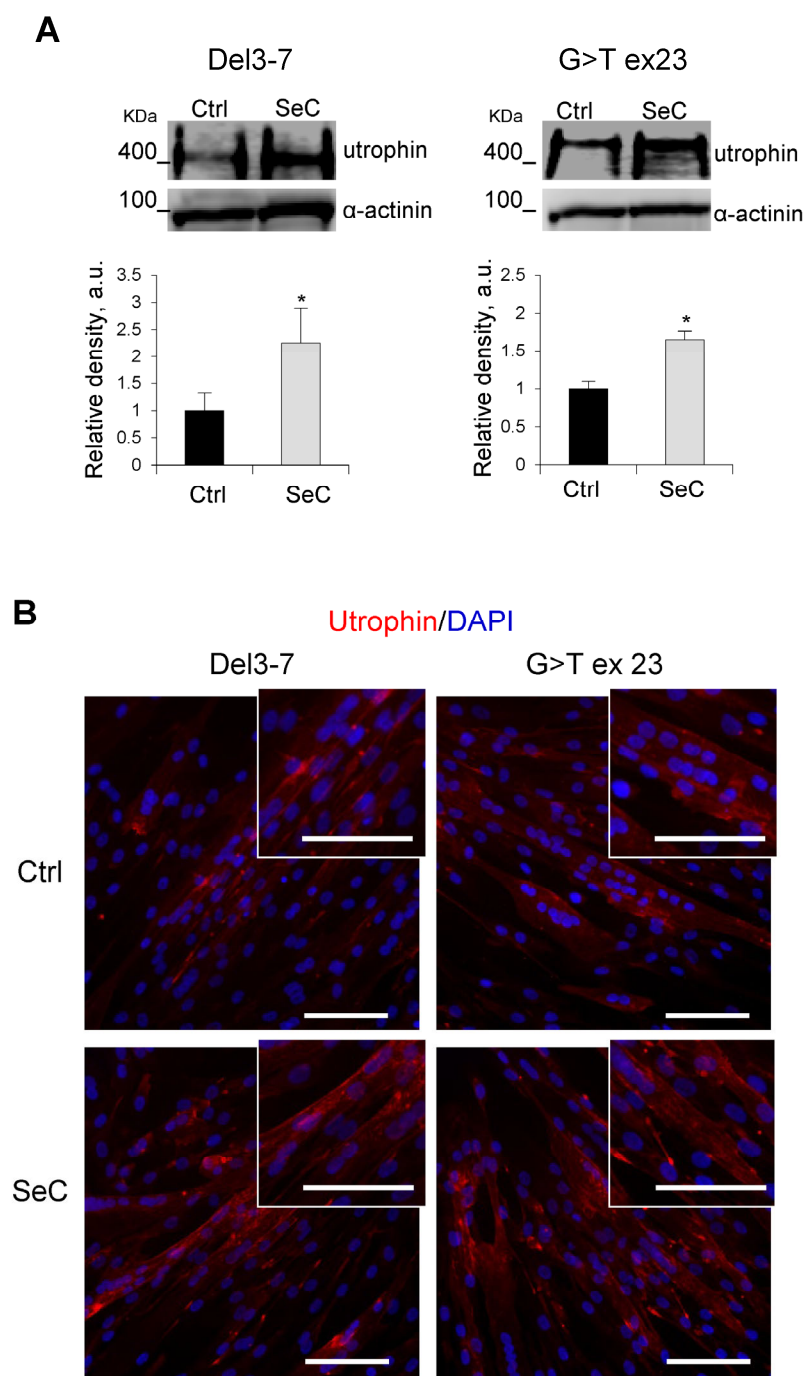 A
Del3-7
Ctrl SeC
KDa
400 utrophin
100 α-actinin
Relative density, a.u.
3.5
3
2.5
2
1.5
1
0.5
0
*
Ctrl SeC
G>T ex23
Ctrl SeC
KDa
400 utrophin
100 α-actinin
Relative density, a.u.
2.5
2
1.5
1
0.5
0
*
Ctrl SeC
B
Utrophin/DAPI
Del3-7 G>T ex 23
Ctrl
SeC